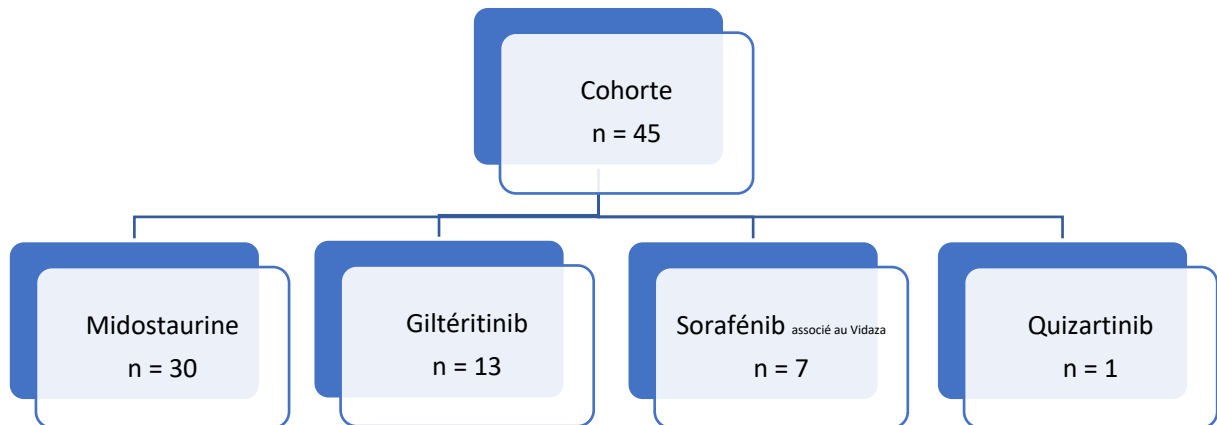 Cohorte
n = 45
Midostaurine
n = 30
Giltéritinib
n = 13
Sorafénib associé au Vidaza
n = 7
Quizartinib
n = 1